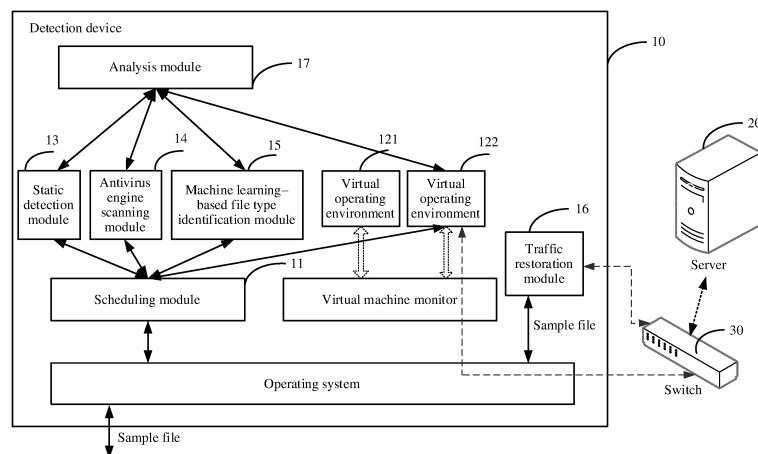 Detection device
10
Analysis module
17
13
14
15
121
122
20
Static
detection
module
Antivirus
engine
scanning
module
Machine learning–
based file type
identification module
Virtual
operating
environment
Virtual
operating
environment
16
Traffic
restoration
module
Server
11
Scheduling module
Virtual machine monitor
Sample file
30
Operating system
Switch
Sample file